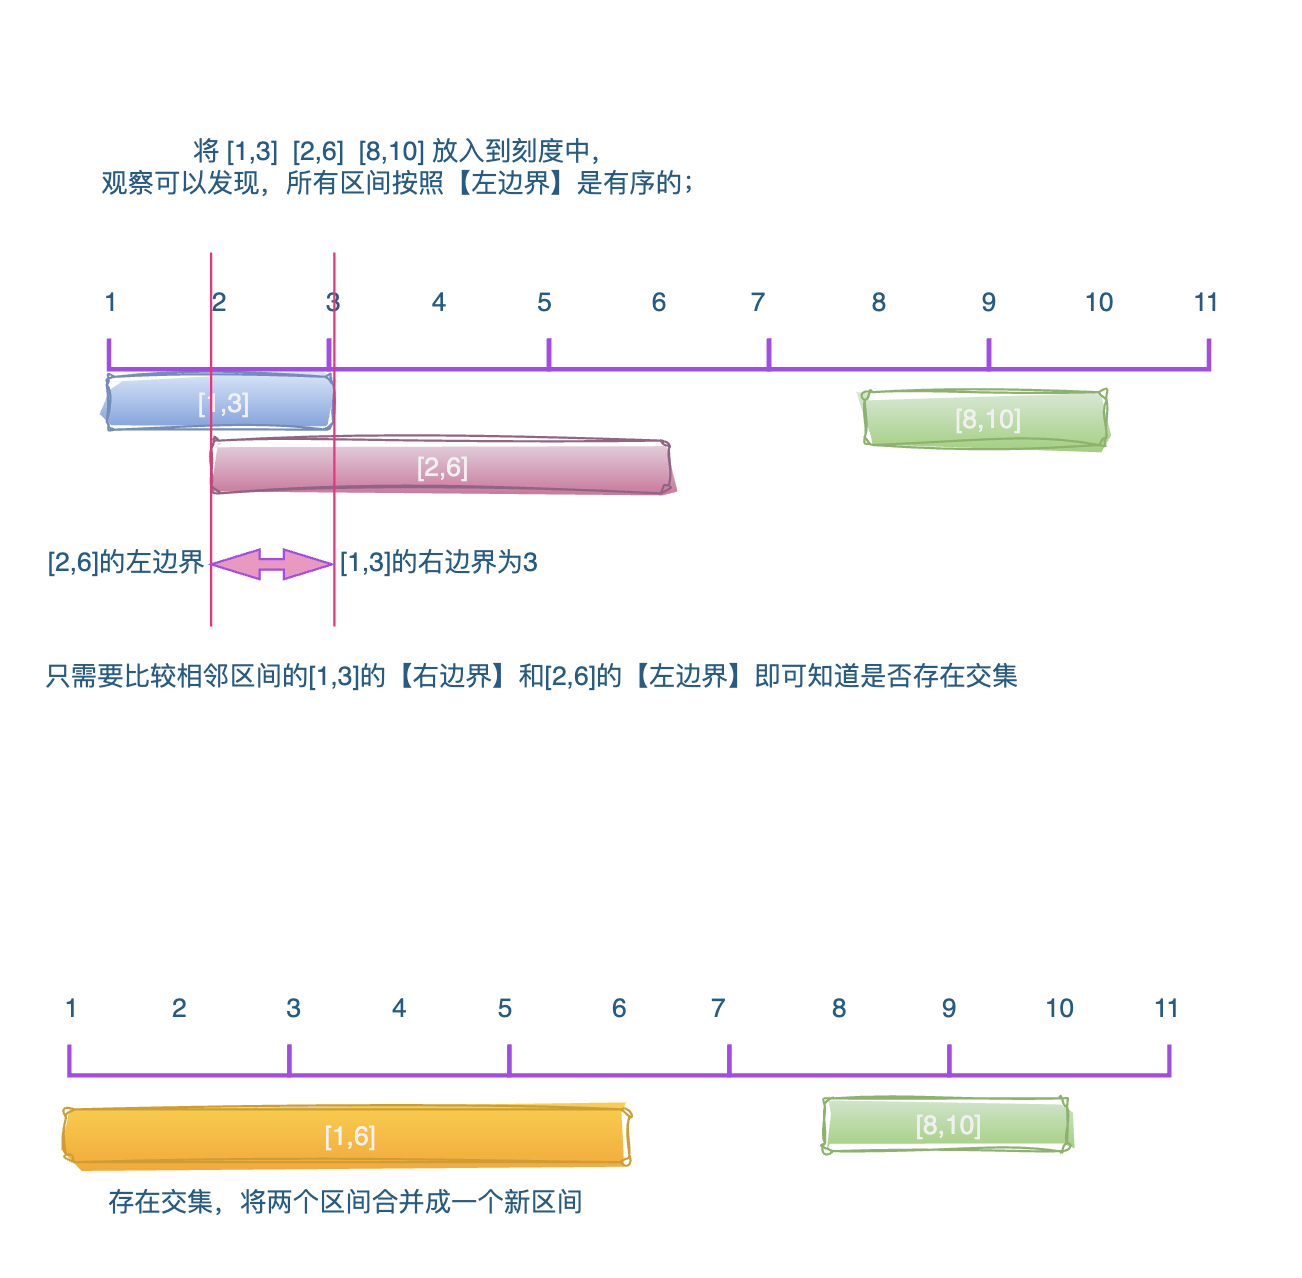 将 [1,3]  [2,6]  [8,10] 放入到刻度中，
观察可以发现，所有区间按照【左边界】是有序的；
1 2 3 4 5 6 7 8 9 10 11
[1,3]
[8,10]
[2,6]
[2,6]的左边界 [1,3]的右边界为3
只需要比较相邻区间的[1,3]的【右边界】和[2,6]的【左边界】即可知道是否存在交集
1 2 3 4 5 6 7 8 9 10 11
[1,6] [8,10]
存在交集，将两个区间合并成一个新区间